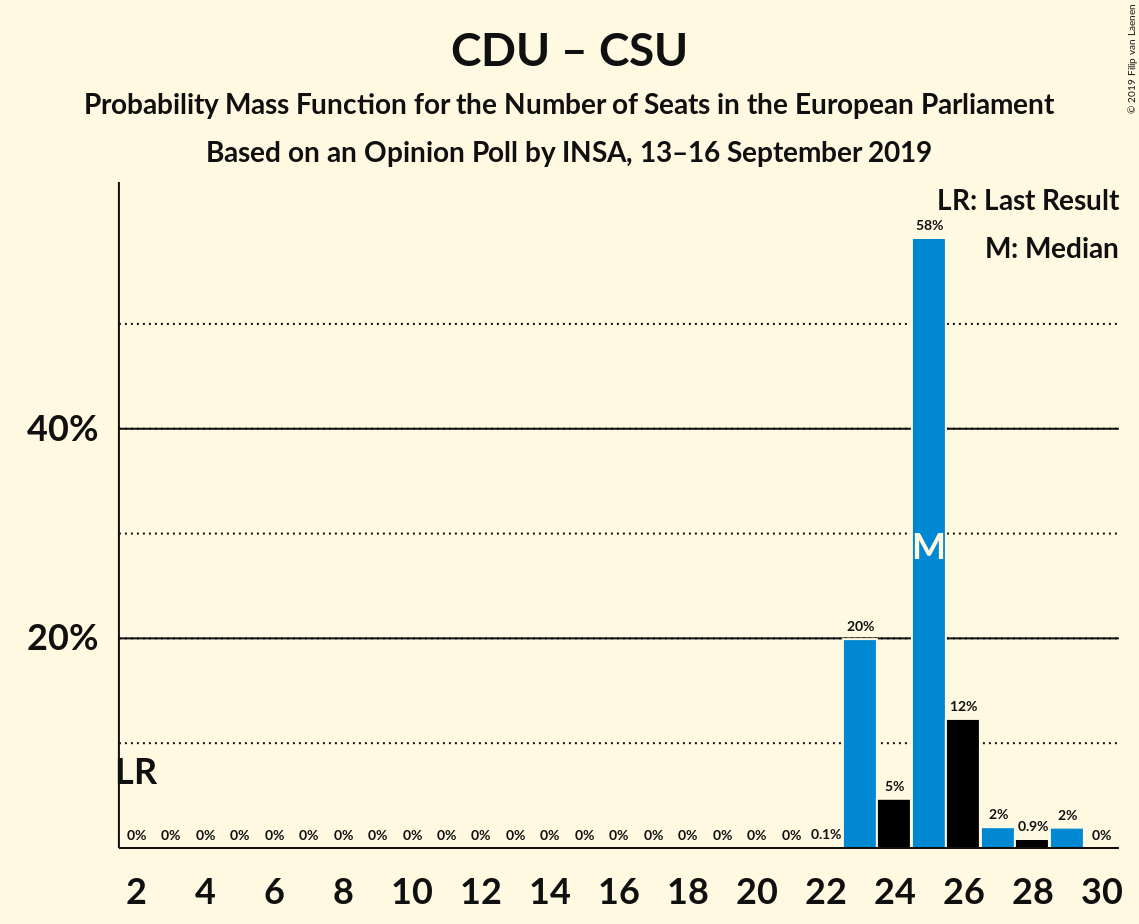 CDU – CSU
Probability Mass Function for the Number of Seats in the European Parliament
Based on an Opinion Poll by INSA, 13–16 September 2019
© 2019 Filip van Laenen
LR: Last Result
M: Median
58%
40%
M
20%
20%
12%
LR
5%
2%
0.9%
2%
0% 0% 0% 0% 0% 0% 0% 0% 0% 0% 0% 0% 0% 0% 0% 0% 0% 0% 0% 0% 0.1% 0%
2 4 6 8 10 12 14 16 18 20 22 24 26 28 30